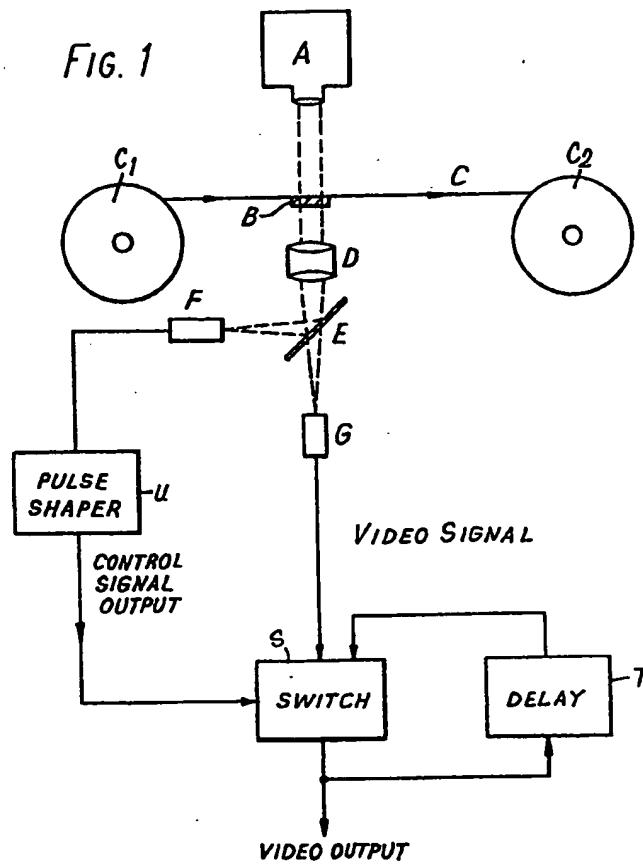 FIG. 1
A
C1
C
C2
B
D
F
E
G
PULSE
SHAPER
U
VIDEO SIGNAL
CONTROL
SIGNAL
OUTPUT
S
SWITCH
DELAY
T
VIDEO OUTPUT